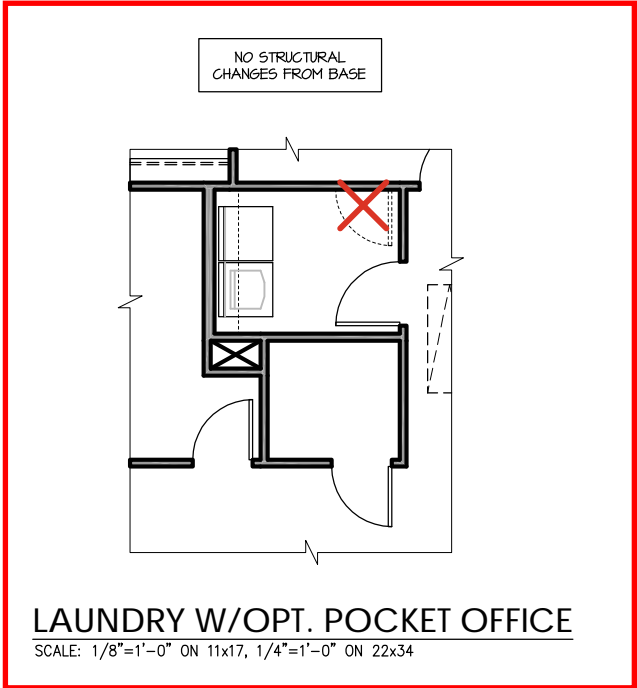 NO STRUCTURAL
CHANGES FROM BASE
LAUNDRY W/OPT. POCKET OFFICE
SCALE: 1/8"=1'-0" ON 11x17, 1/4"=1'-0" ON 22x34